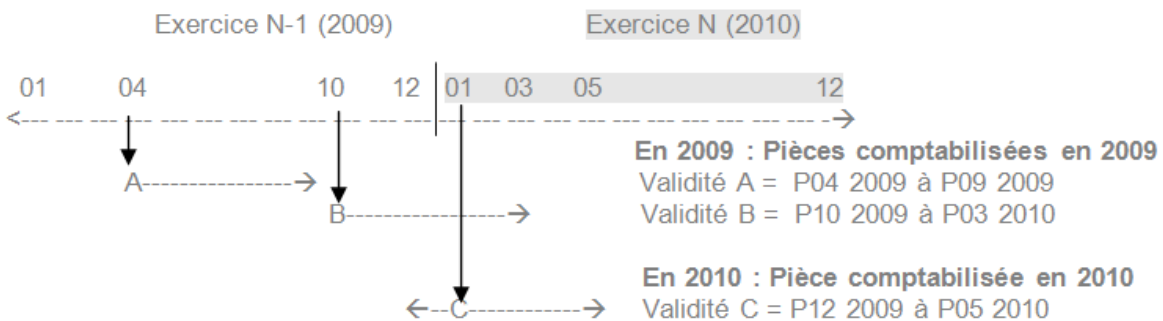 Exercice N-1 (2009) Exercice N (2010)
01 04 10 12 01 03 05 12
En 2009 : Pièces comptabilisées en 2009
A Validité A = P04 2009 à P09 2009
B Validité B = P10 2009 à P03 2010
En 2010 : Pièce comptabilisée en 2010
C Validité C = P12 2009 à P05 2010